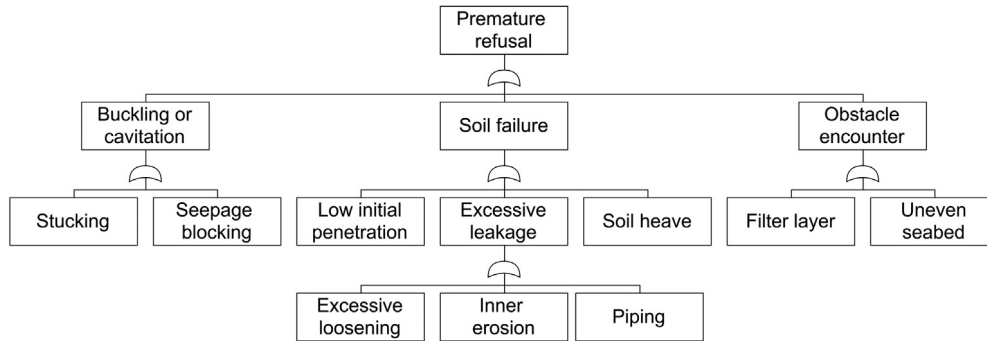 Premature
refusal
Buckling or
cavitation
Soil failure
Obstacle
encounter
Stucking
Seepage
blocking
Low initial
penetration
Excessive
leakage
Soil heave
Filter layer
Uneven
seabed
Excessive
loosening
Inner
erosion
Piping